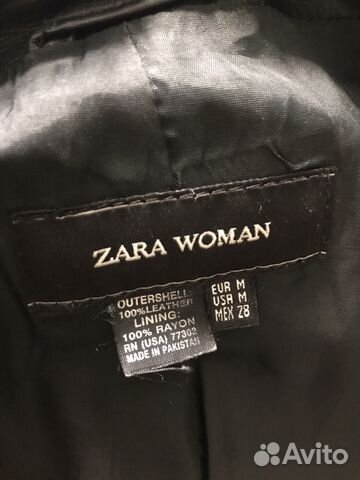 ZARA WOMAN
OUTERSHELL
100%LEATHER
LINING:
100% RAYON
RN (USA) 77302
MADE IN PAKISTAN
EUR M
USA M
MEX 28
Avito